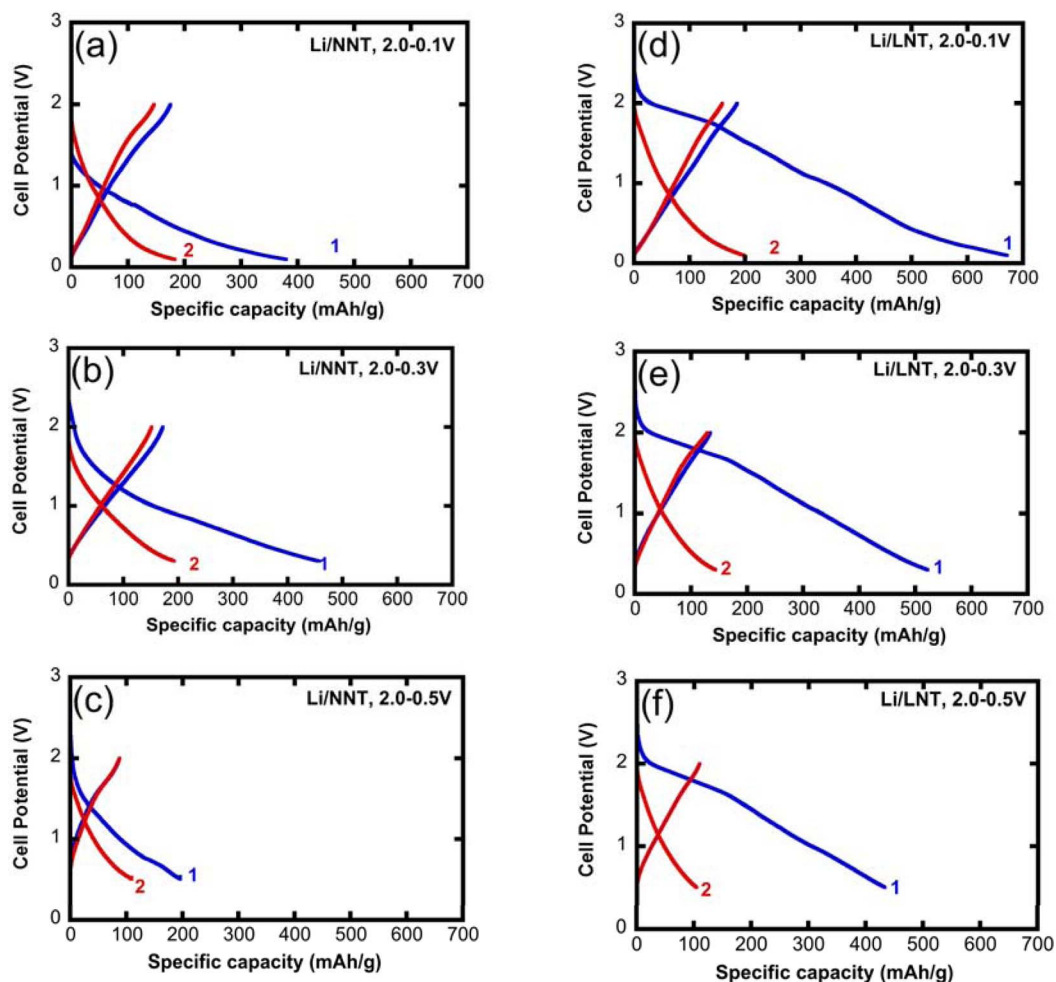 (a)
Li/NNT, 2.0-0.1V
3
2
1
0
Cell Potential (V)
2
1
0 100 200 300 400 500 600 700
Specific capacity (mAh/g)
(d)
Li/LNT, 2.0-0.1V
3
2
1
0
Cell Potential (V)
2
1
0 100 200 300 400 500 600 700
Specific capacity (mAh/g)
(b)
Li/NNT, 2.0-0.3V
3
2
1
0
Cell Potential (V)
2
1
0 100 200 300 400 500 600 700
Specific capacity (mAh/g)
(e)
Li/LNT, 2.0-0.3V
3
2
1
0
Cell Potential (V)
2
1
0 100 200 300 400 500 600 700
Specific capacity (mAh/g)
(c)
Li/NNT, 2.0-0.5V
3
2
1
0
Cell Potential (V)
2
1
0 100 200 300 400 500 600 700
Specific capacity (mAh/g)
(f)
Li/LNT, 2.0-0.5V
3
2
1
0
Cell Potential (V)
2
1
0 100 200 300 400 500 600 700
Specific capacity (mAh/g)